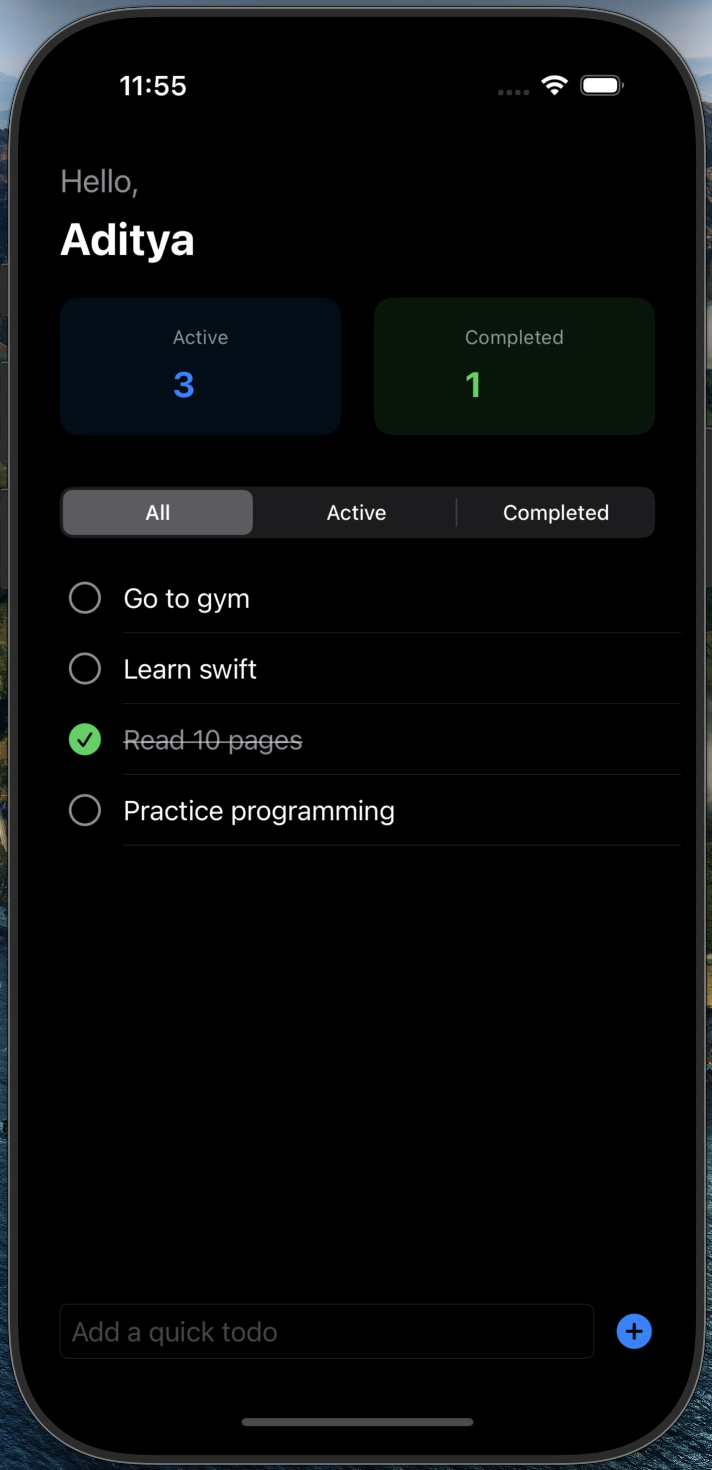 11:55
Hello,
Aditya
Active
3
Completed
1
All Active Completed
Go to gym
Learn swift
Read 10 pages
Practice programming
Add a quick todo